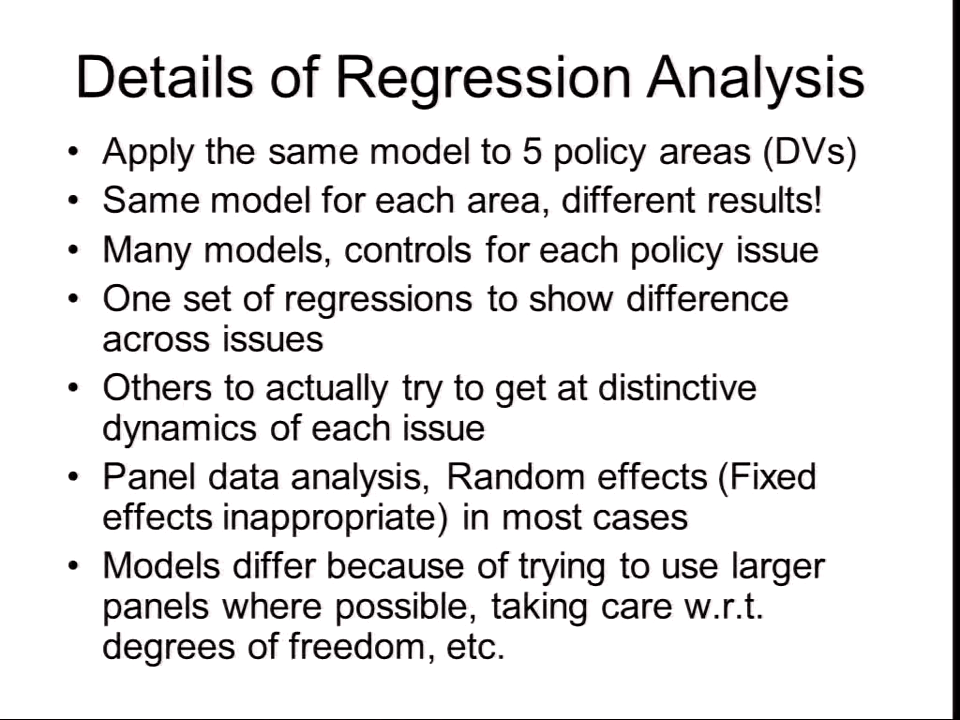 Details of Regression Analysis
• Apply the same model to 5 policy areas (DVs)
• Same model for each area, different results!
• Many models, controls for each policy issue
• One set of regressions to show difference
across issues
• Others to actually try to get at distinctive
dynamics of each issue
• Panel data analysis, Random effects (Fixed
effects inappropriate) in most cases
• Models differ because of trying to use larger
panels where possible, taking care w.r.t.
degrees of freedom, etc.